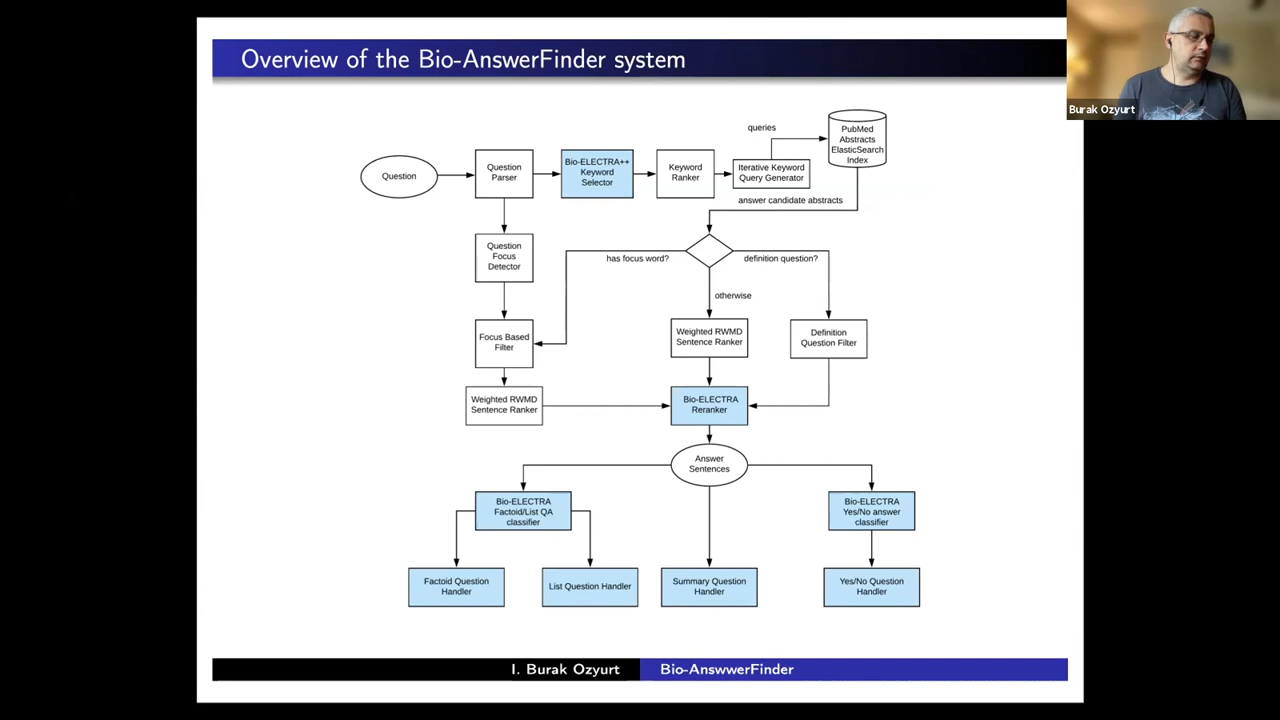 Overview of the Bio-AnswerFinder system
Burak Ozyurt
queries
PubMed
Abstracts
ElasticSearch
Index
Question
Question
Parser
Bio-ELECTRA++
Keyword
Selector
Keyword
Ranker
Iterative Keyword
Query Generator
answer candidate abstracts
Question
Focus
Detector
has focus word?
definition question?
otherwise
Focus Based
Filter
Weighted RWMD
Sentence Ranker
Definition
Question Filter
Weighted RWMD
Sentence Ranker
Bio-ELECTRA
Reranker
Answer
Sentences
Bio-ELECTRA
Factoid/List QA
classifier
Bio-ELECTRA
Yes/No answer
classifier
Factoid Question
Handler
List Question Handler
Summary Question
Handler
Yes/No Question
Handler
I. Burak Ozyurt
Bio-AnswwerFinder